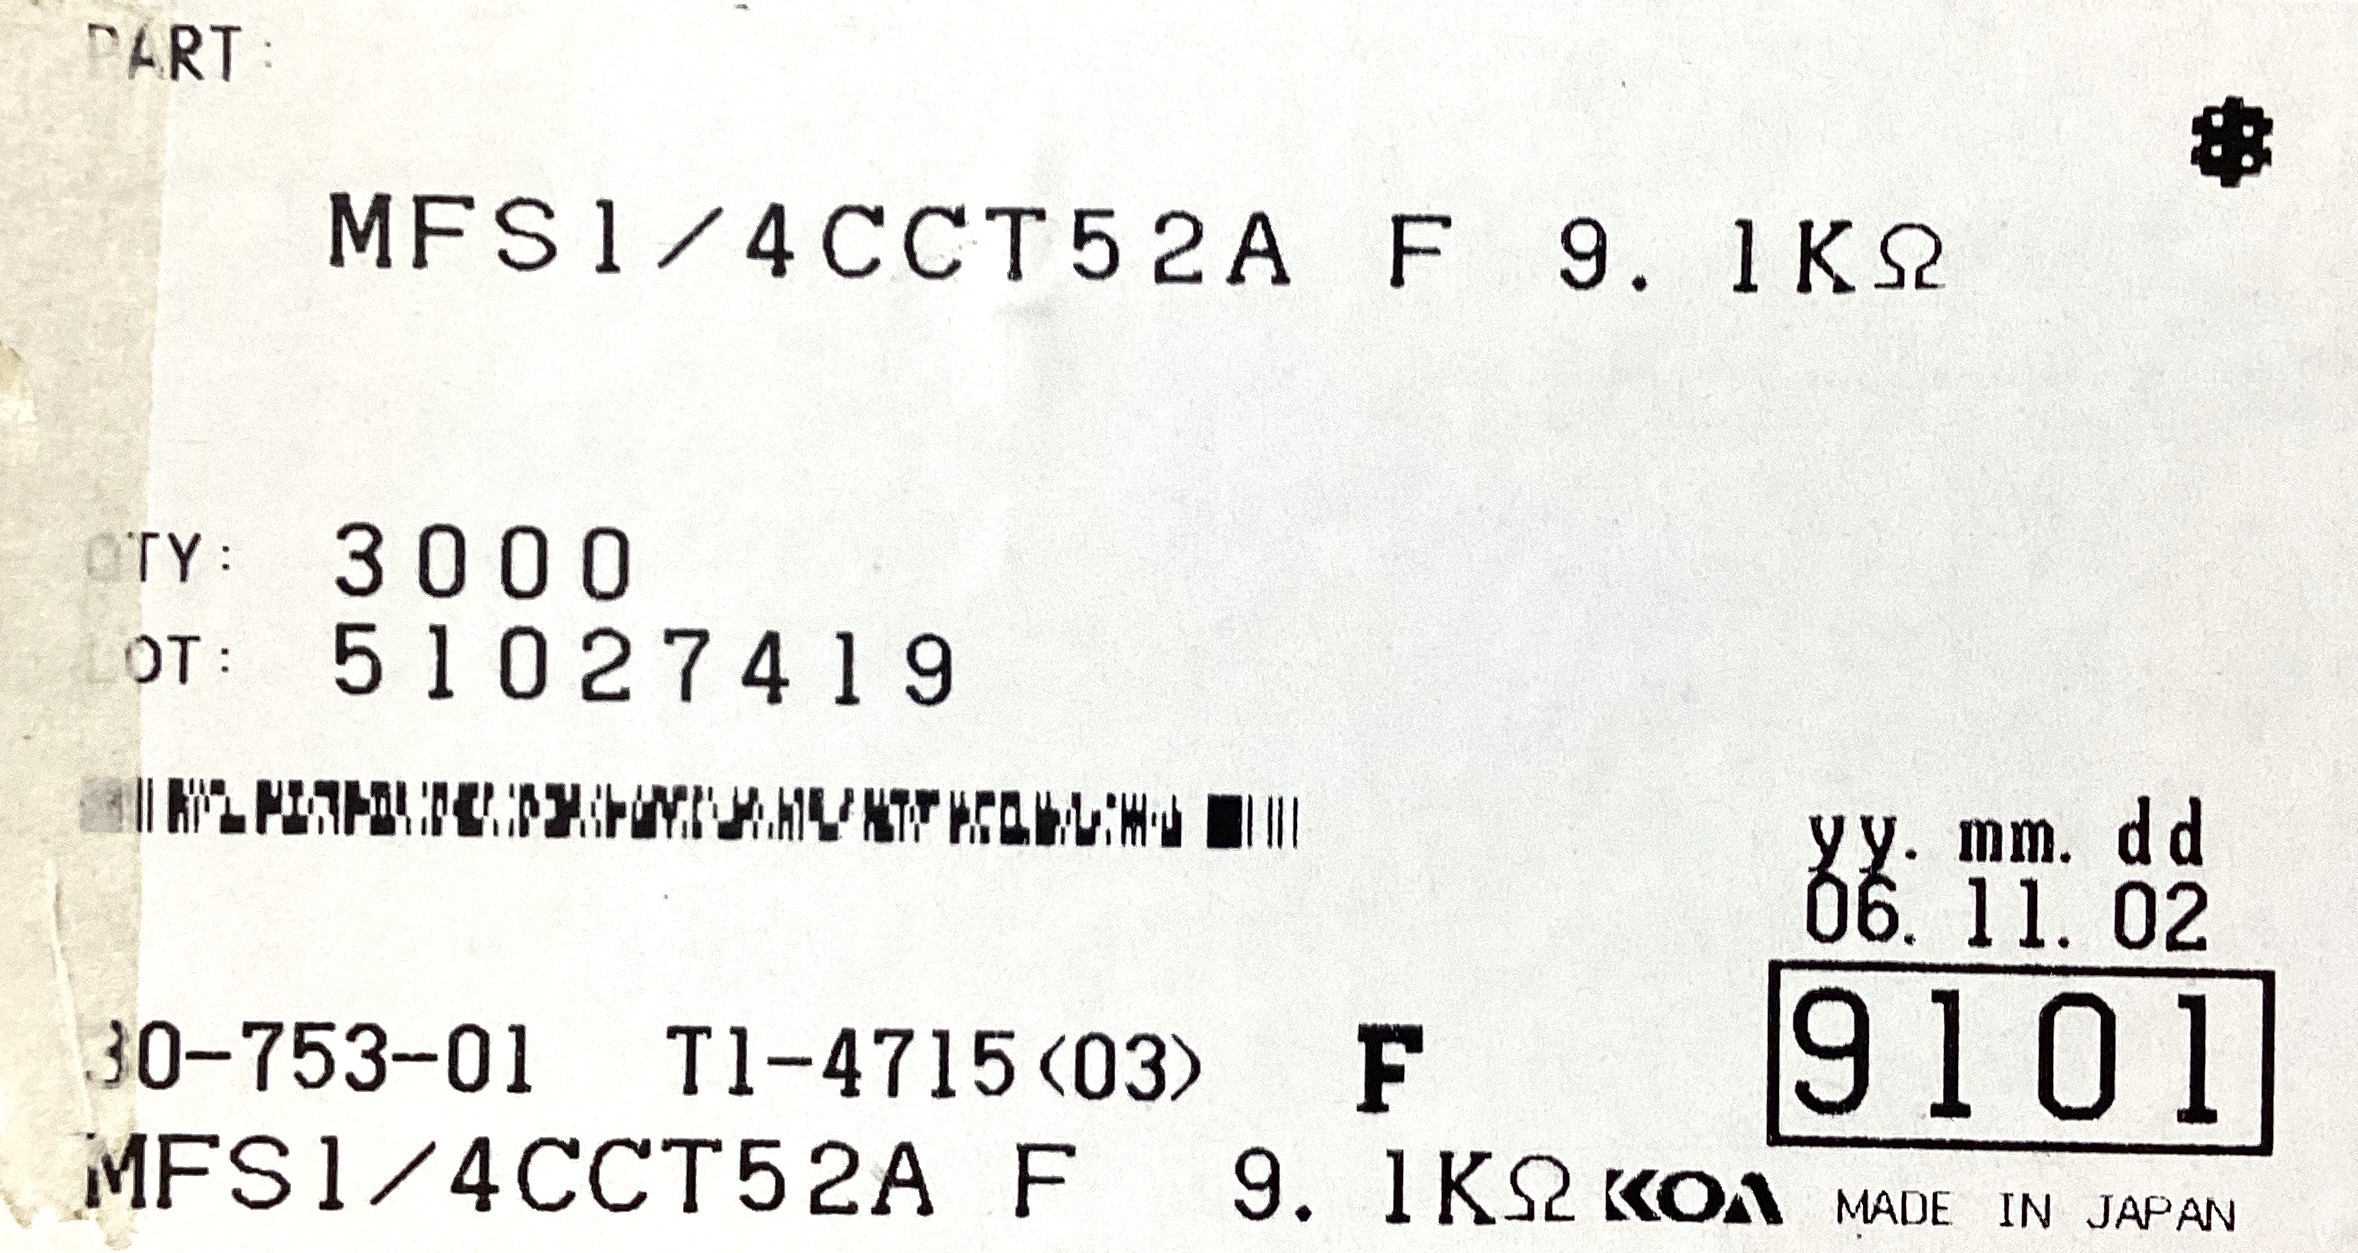 PART:
MFS1/4CCT52A F 9.1KΩ
QTY: 3000
LOT: 51027419
yy.mm.dd
06.11.02
9101
30-753-01 T1-4715<03> F
MFS1/4CCT52A F 9.1KΩ KOA MADE IN JAPAN